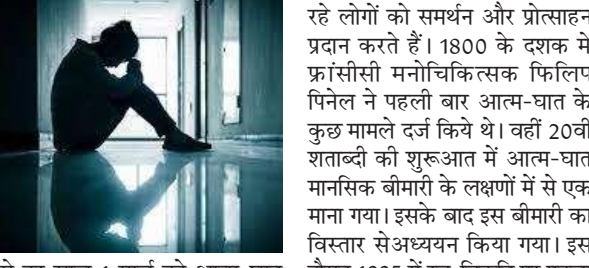 रहे लोगों को समर्थन और प्रोत्साहन
प्रदान करते हैं। 1800 के दशक मे
फ्रांसीसी मनोचिकित्सक फिलिप
पिनेल ने पहली बार आत्म-घात के
कुछ मामले दर्ज किये थे। वहीं 20वी
शताब्दी की शुरूआत में आत्म-घात
मानसिक बीमारी के लक्षणों में से एक
माना गया। इसके बाद इस बीमारी का
विस्तार सेअध्ययन किया गया। इस